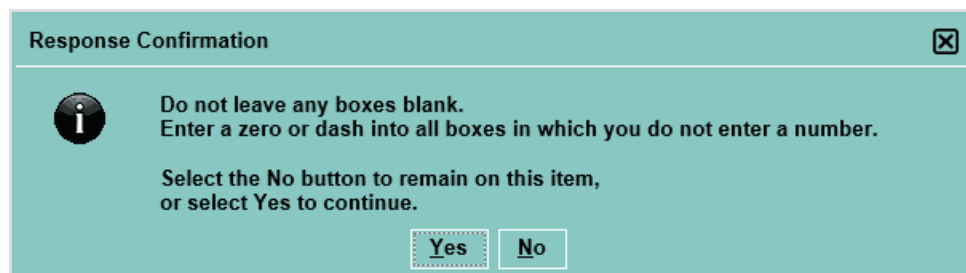 Response Confirmation
Do not leave any boxes blank.
Enter a zero or dash into all boxes in which you do not enter a number.
Select the No button to remain on this item,
or select Yes to continue.
Yes No